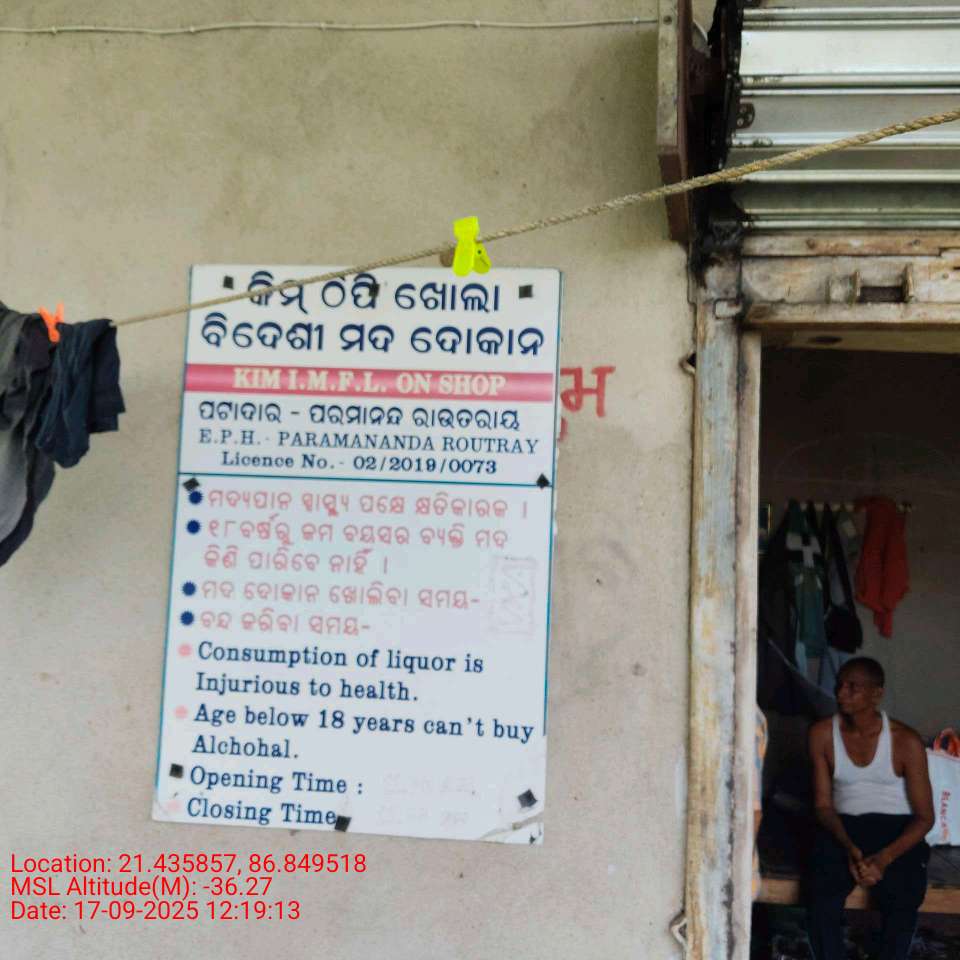 କିମ୍ ଠିପି ଖୋଲା
ବିଦେଶୀ ମଦ ଦୋକାନ
KIM I.M.F.L. ON SHOP
ପଟାଦାର - ପରମାନନ୍ଦ ରାଉତରାୟ
E.P.H.- PARAMANANDA ROUTRAY
Licence No.- 02/2019/0073
ମଦ୍ୟପାନ ସ୍ୱାସ୍ଥ୍ୟ ପକ୍ଷେ କ୍ଷତିକାରକ ।
୧୮ ବର୍ଷରୁ କମ ବୟସର ବ୍ୟକ୍ତି ମଦ
କିଣି ପାରିବେ ନାହିଁ ।
ମଦ ଦୋକାନ ଖୋଲିବା ସମୟ-
ବନ୍ଦ କରିବା ସମୟ-
Consumption of liquor is
Injurious to health.
Age below 18 years can't buy
Alchohal.
Opening Time :
Closing Time
BLANCA
Location: 21.435857, 86.849518
MSL Altitude(M): -36.27
Date: 17-09-2025 12:19:13